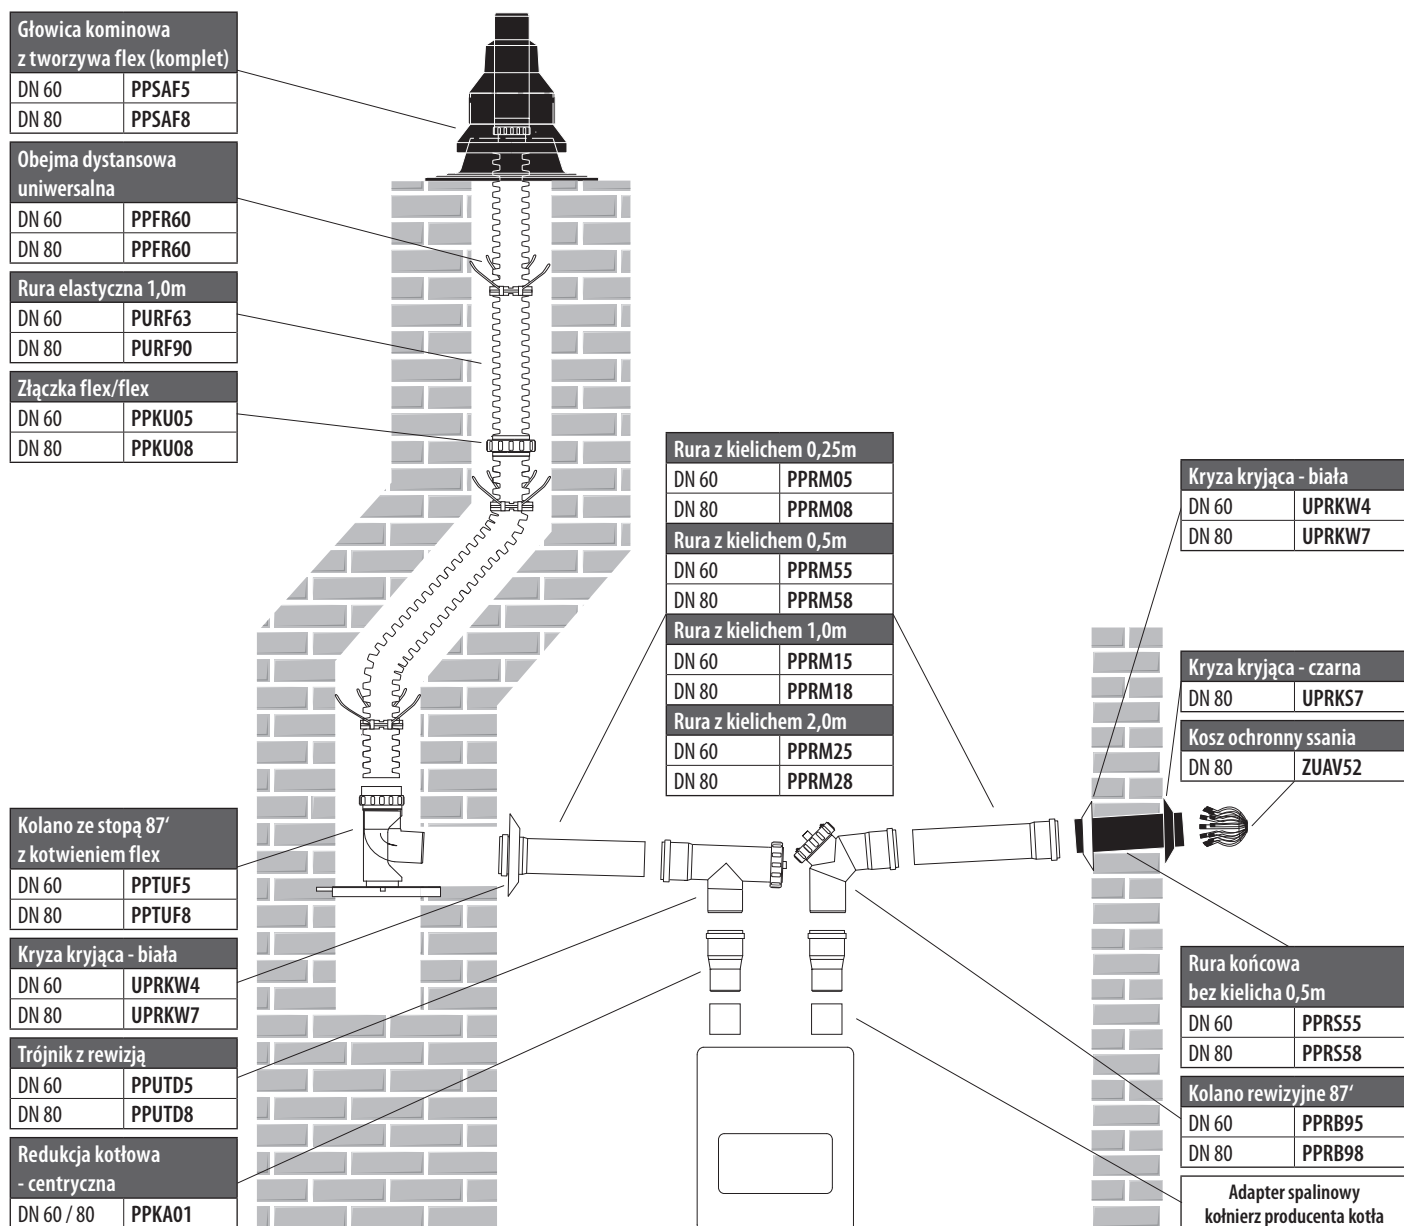 Głowica kominowa
z tworzywa flex (komplet)
DN 60 PPSAF5
DN 80 PPSAF8
Obejma dystansowa
uniwersalna
DN 60 PPFR60
DN 80 PPFR60
Rura elastyczna 1,0m
DN 60 PURF63
DN 80 PURF90
Złączka flex/flex
DN 60 PPKU05
DN 80 PPKU08
Kolano ze stopą 87‘
z kotwieniem flex
DN 60 PPTUF5
DN 80 PPTUF8
Kryza kryjąca - biała
DN 60 UPRKW4
DN 80 UPRKW7
Trójnik z rewizją
DN 60 PPUTD5
DN 80 PPUTD8
Redukcja kotłowa
- centryczna
DN 60 / 80 PPKA01
Rura z kielichem 0,25m
DN 60 PPRM05
DN 80 PPRM08
Rura z kielichem 0,5m
DN 60 PPRM55
DN 80 PPRM58
Rura z kielichem 1,0m
DN 60 PPRM15
DN 80 PPRM18
Rura z kielichem 2,0m
DN 60 PPRM25
DN 80 PPRM28
Kryza kryjąca - biała
DN 60 UPRKW4
DN 80 UPRKW7
Kryza kryjąca - czarna
DN 80 UPRKS7
Kosz ochronny ssania
DN 80 ZUAV52
Rura końcowa
bez kielicha 0,5m
DN 60 PPRS55
DN 80 PPRS58
Kolano rewizyjne 87‘
DN 60 PPRB95
DN 80 PPRB98
Adapter spalinowy
kołnierz producenta kotła